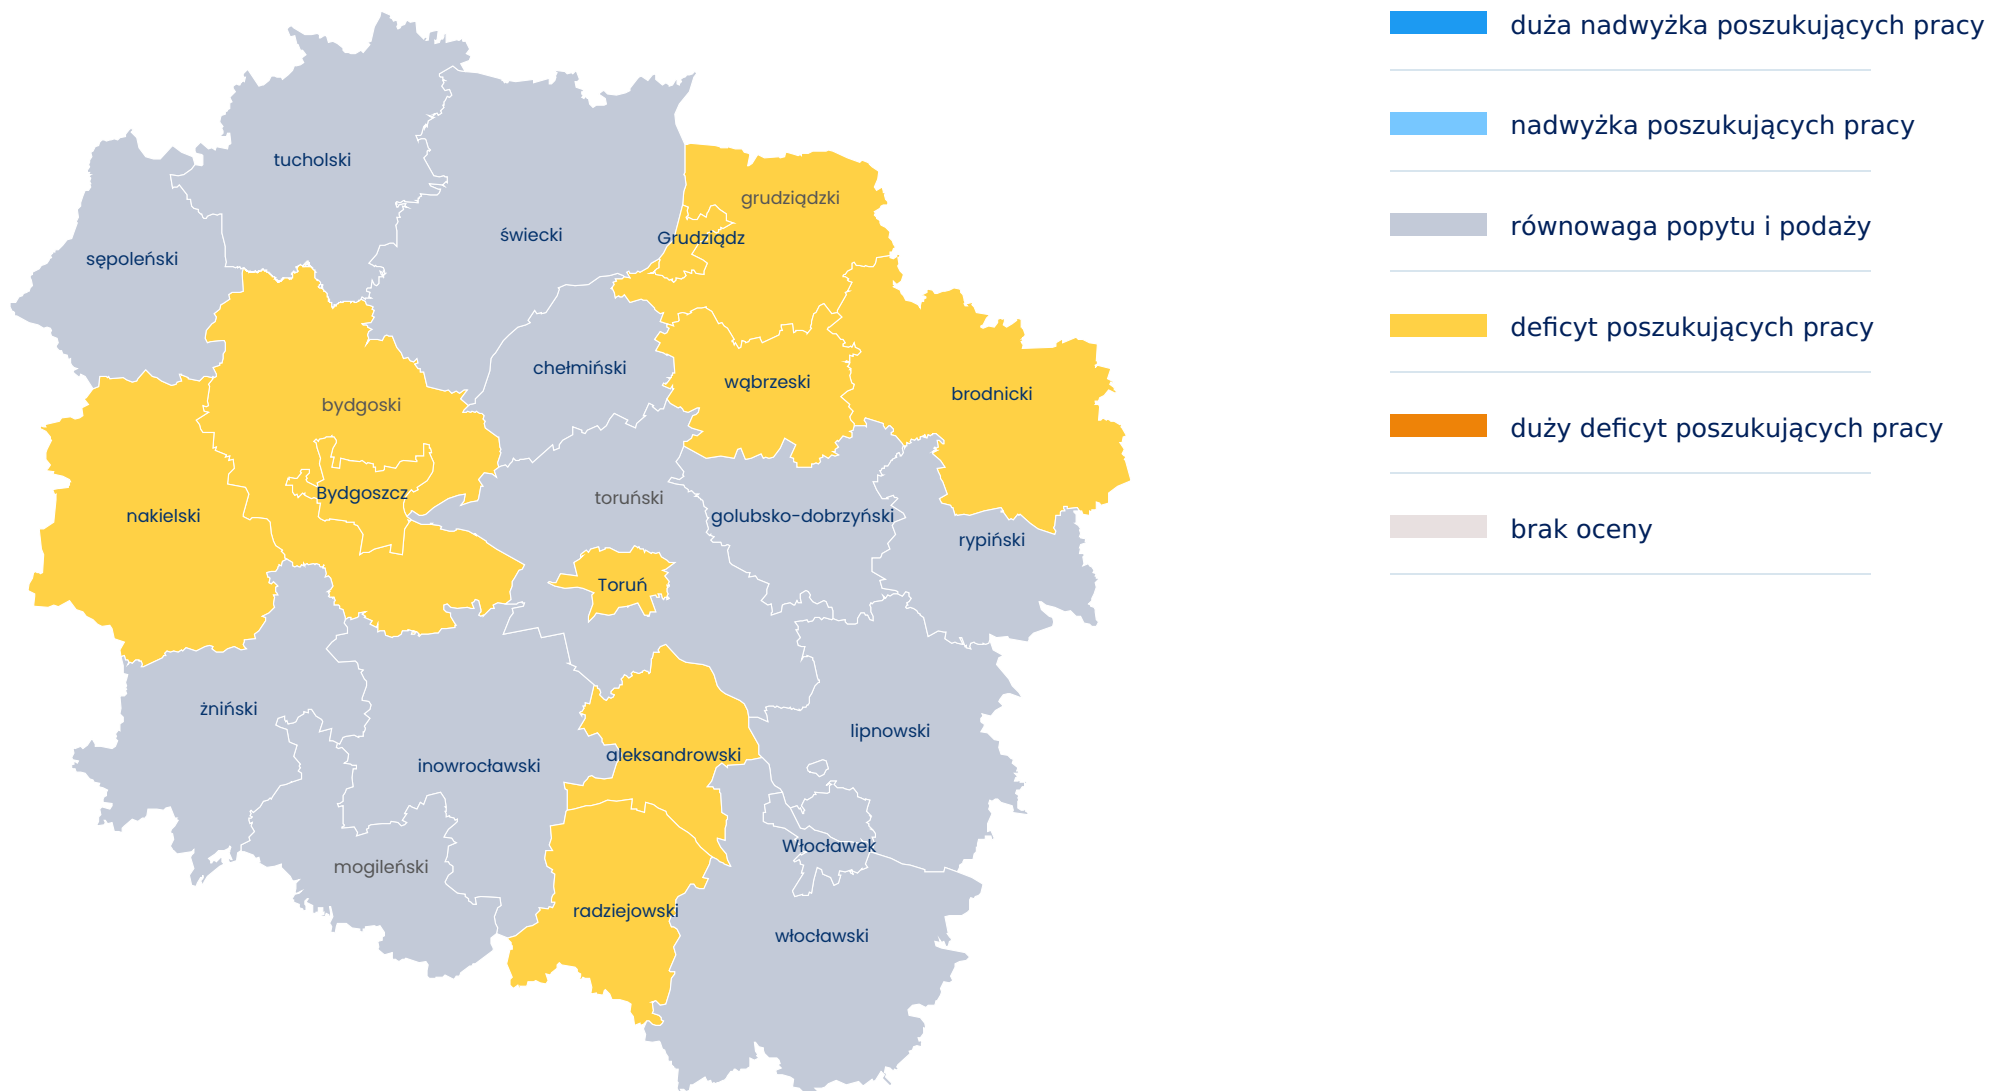 duża nadwyżka poszukujących pracy
nadwyżka poszukujących pracy
równowaga popytu i podaży
deficyt poszukujących pracy
duży deficyt poszukujących pracy
brak oceny
tucholski
grudziądzki
świecki
Grudziądz
sępoleński
chełmiński
wąbrzeski
brodnicki
bydgoski
Bydgoszcz
toruński
nakielski
golubsko-dobrzyński
rypiński
Toruń
żniński
lipnowski
aleksandrowski
inowrocławski
Włocławek
mogileński
radziejowski
włocławski